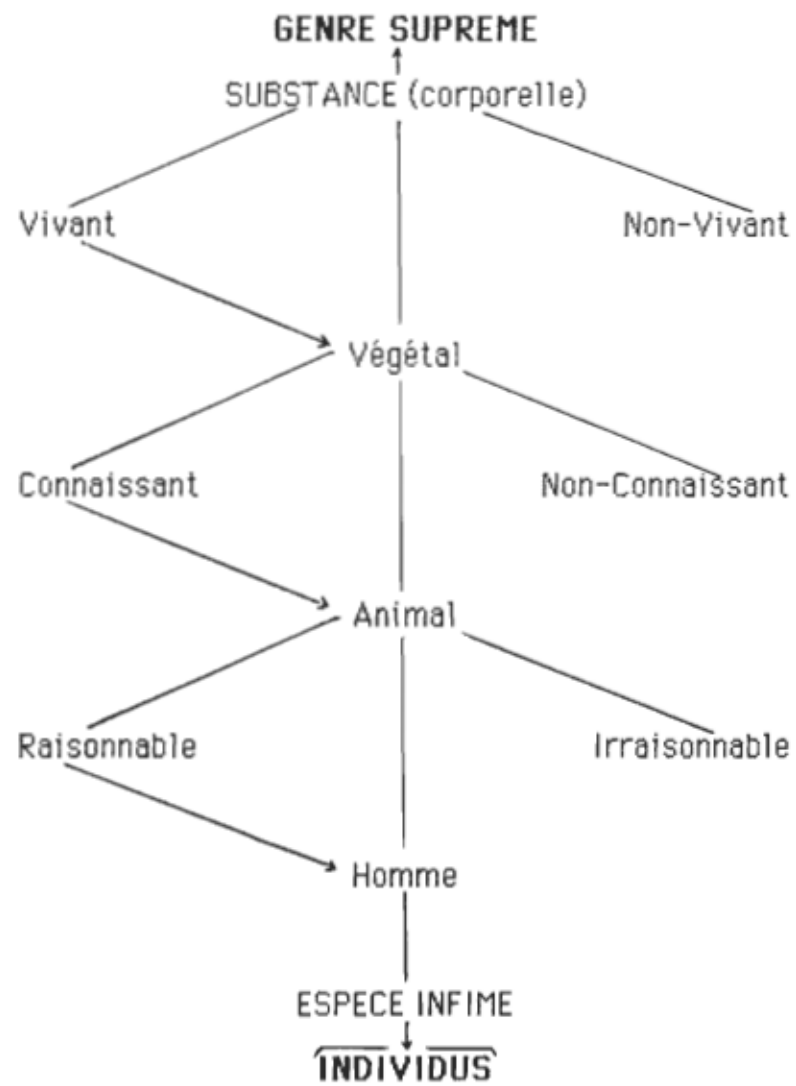 GENRE SUPREME
SUBSTANCE (corporelle)
Vivant Non-Vivant
Végétal
Connaissant Non-Connaissant
Animal
Raisonnable Irraisonnable
Homme
ESPECE INFIME
INDIVIDUS